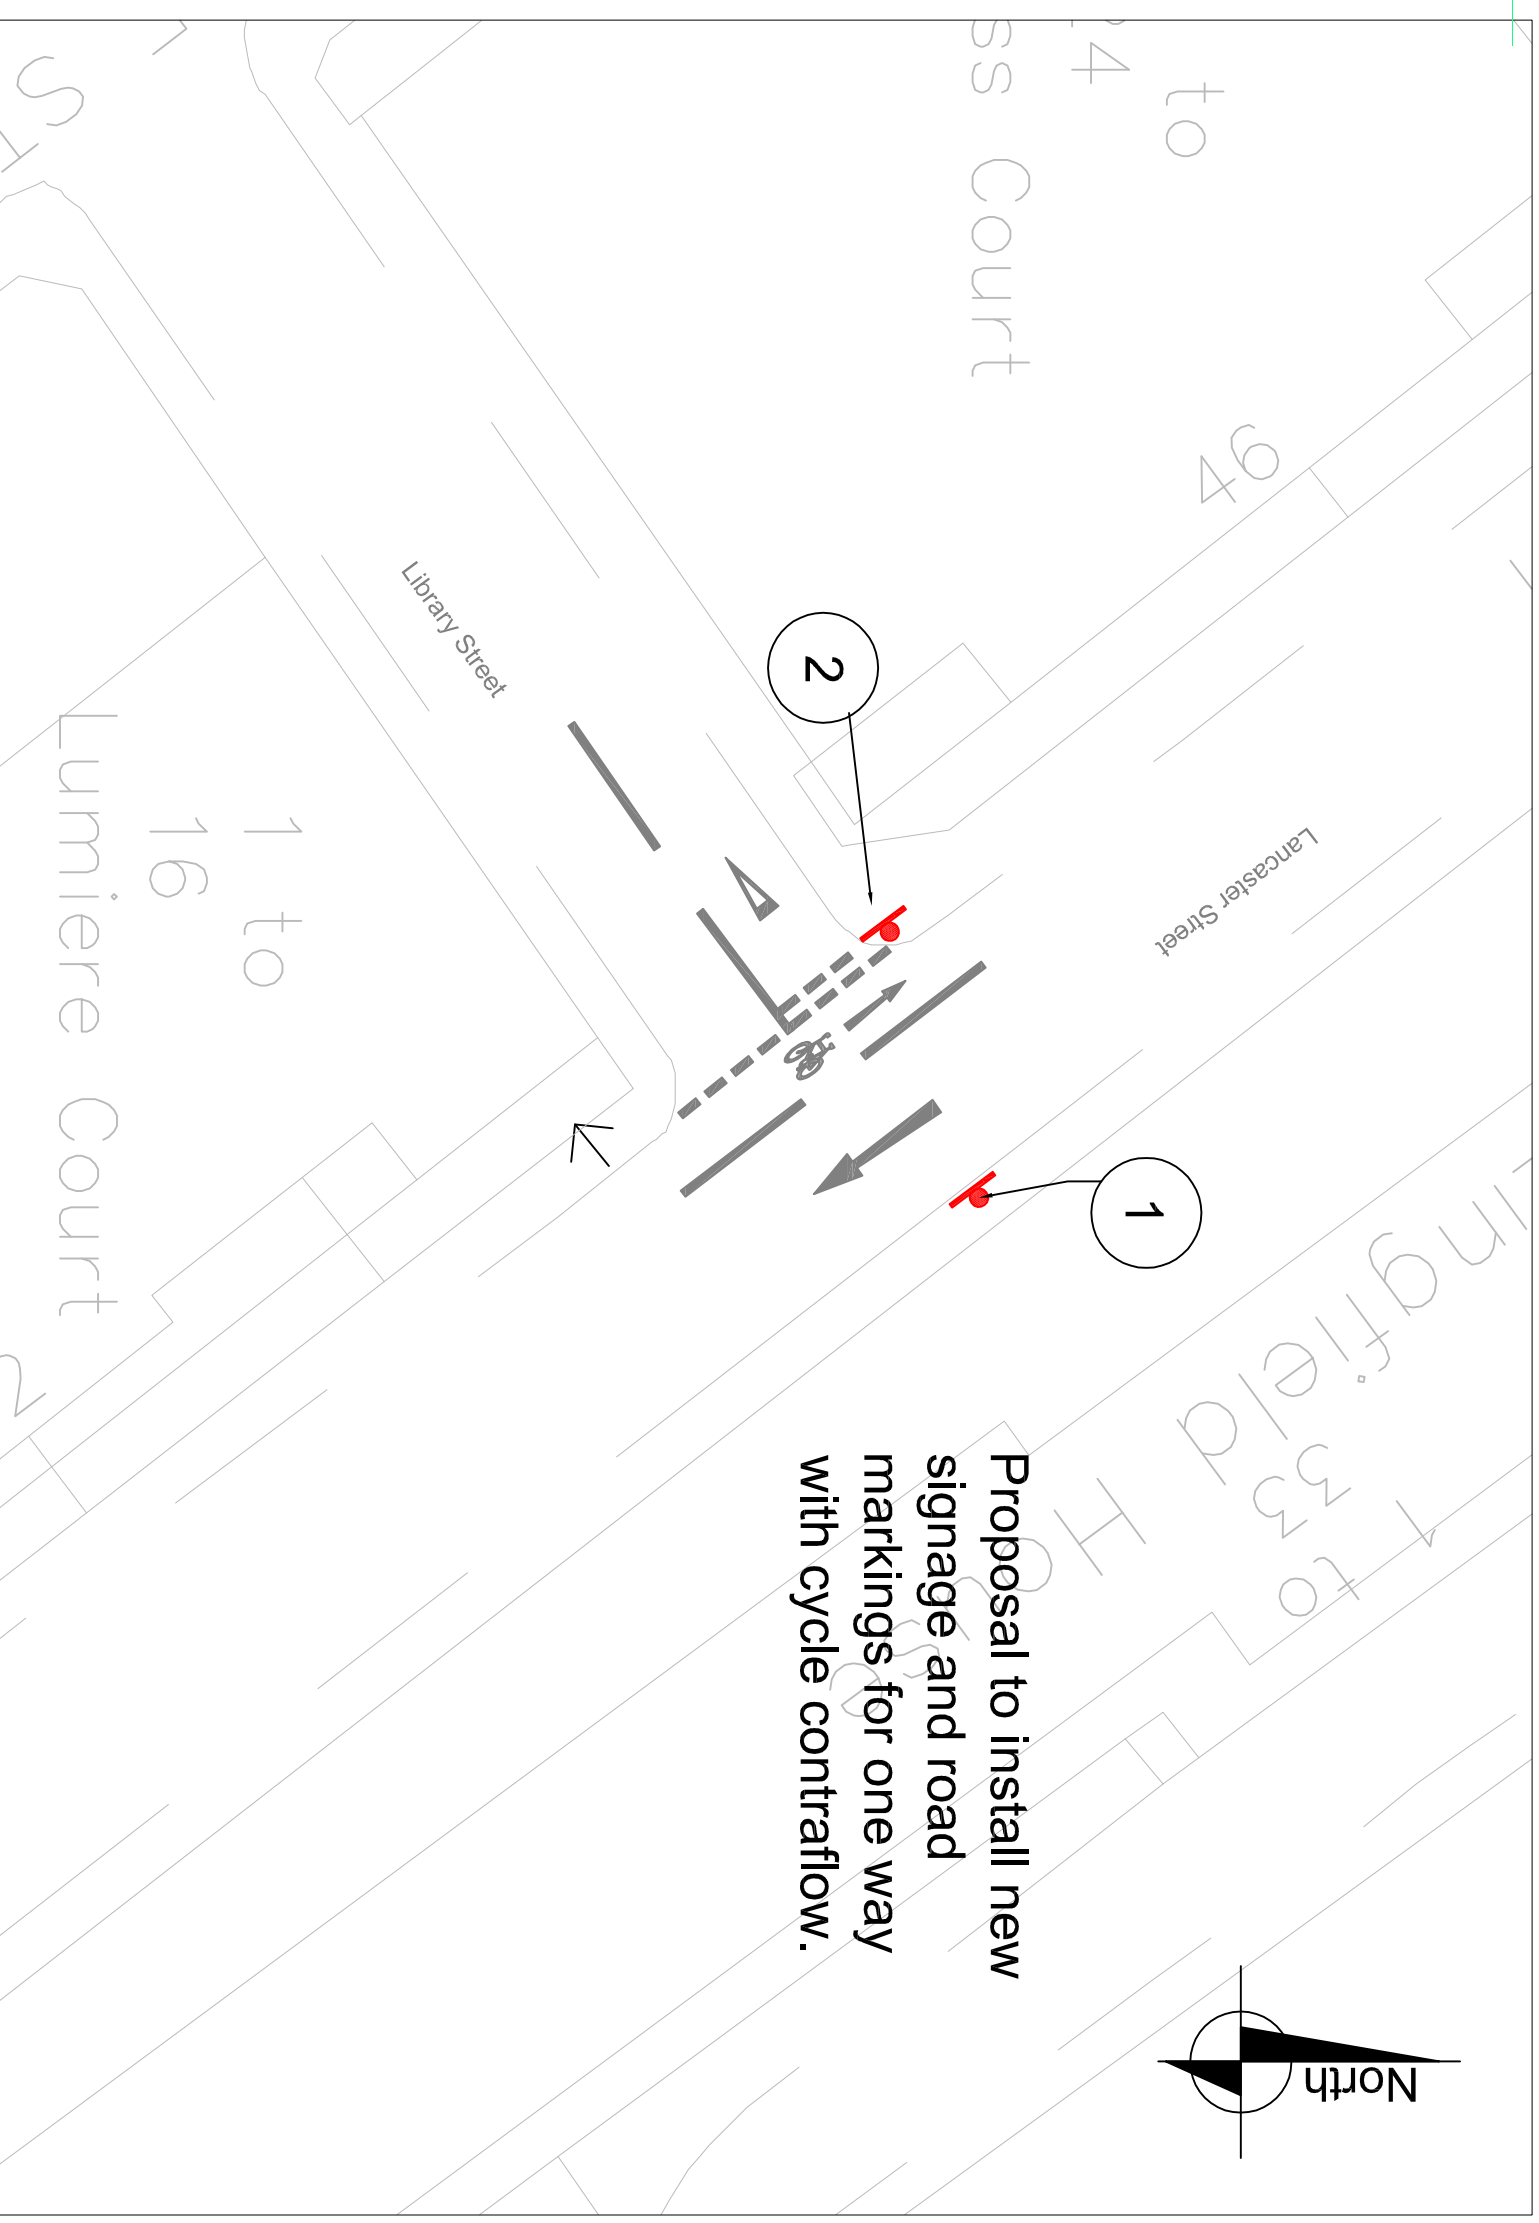 Proposal to install new
signage and road
markings for one way
with cycle contraflow.
North
1
2
Lancaster Street
Library Street
46
to
Court
1 to
16
Lumiere Court
1 to
33
House